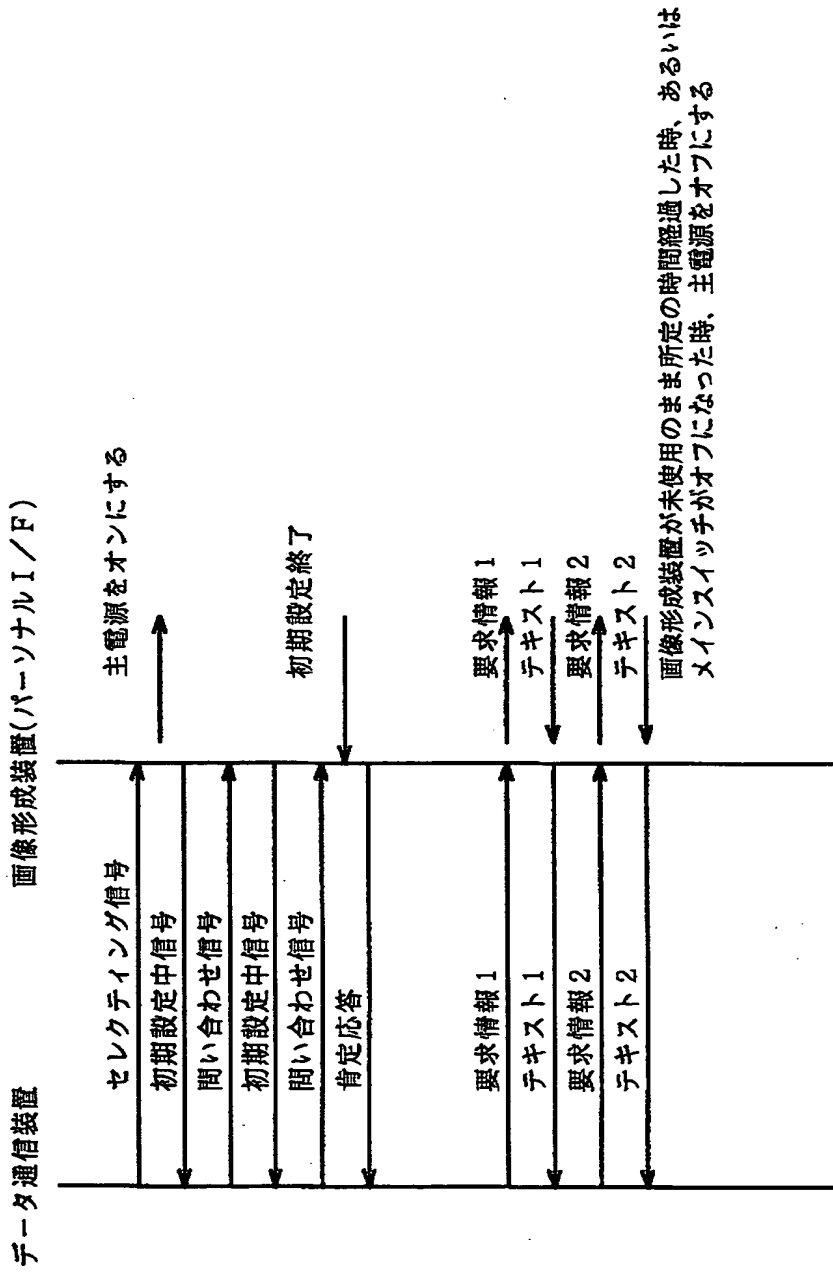 データ通信装置
画像形成装置(パーソナルI/F)
セレクティング信号
主電源をオンにする
初期設定中信号
問い合わせ信号
初期設定中信号
問い合わせ信号
初期設定終了
肯定応答
要求情報1
要求情報1
テキスト1
テキスト1
要求情報2
要求情報2
テキスト2
テキスト2
画像形成装置が未使用のまま所定の時間経過した時、あるいは
メインスイッチがオフになった時、主電源をオフにする